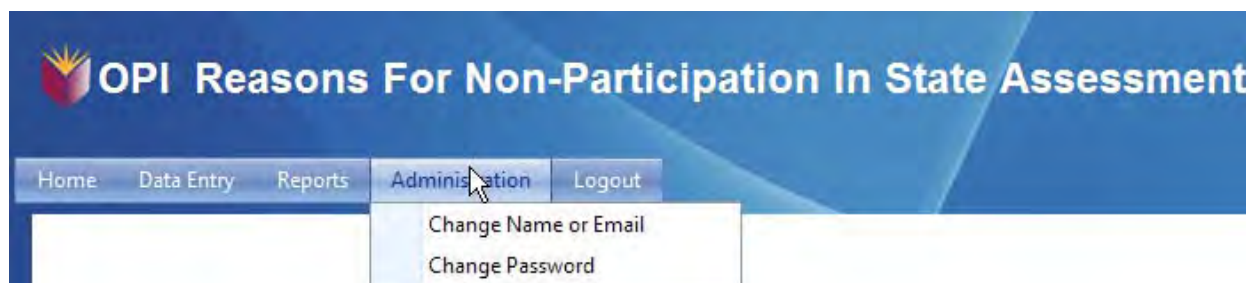 OPI Reasons For Non-Participation In State Assessment
Home Data Entry Reports Administration Logout
Change Name or Email
Change Password